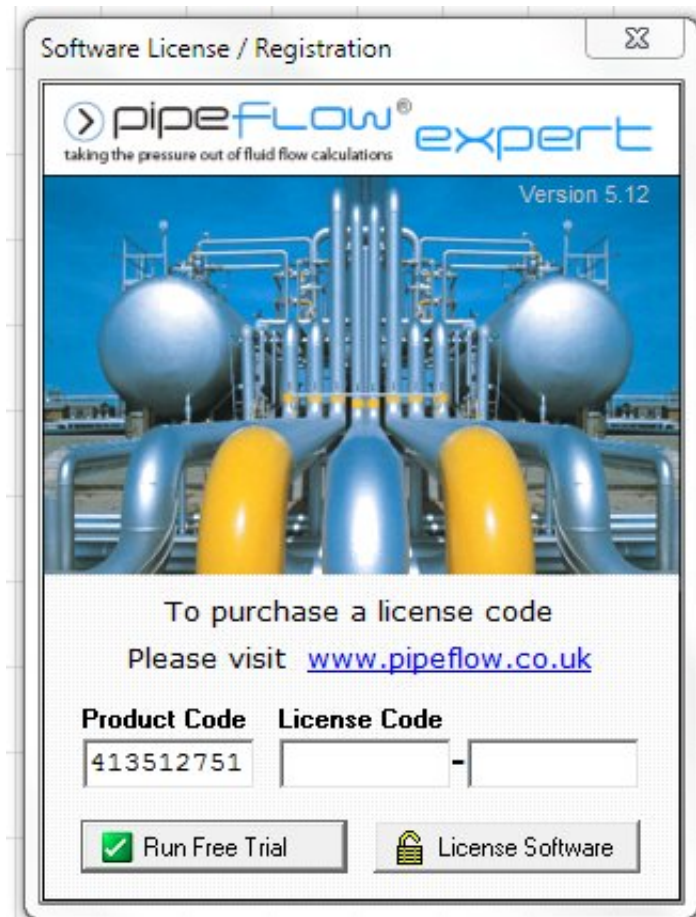 Software License / Registration
pipeFLOW® expert
taking the pressure out of fluid flow calculations
Version 5.12
To purchase a license code
Please visit www.pipeflow.co.uk
Product Code License Code
413512751 -
Run Free Trial License Software